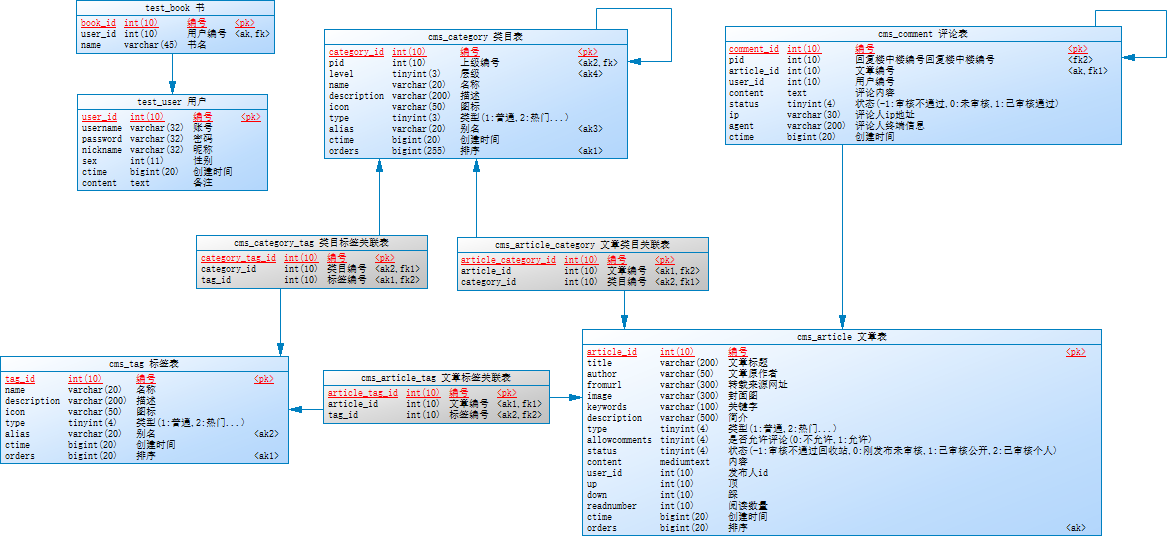 test_book 书
book_id int(10) 编号 <pk>
user_id int(10) 用户编号 <ak,fk>
name varchar(45) 书名
test_user 用户
user_id int(10) 编号 <pk>
username varchar(32) 账号
password varchar(32) 密码
nickname varchar(32) 昵称
sex int(11) 性别
ctime bigint(20) 创建时间
content text 备注
cms_category 类目表
category_id int(10) 编号 <pk>
pid int(10) 上级编号 <ak2,fk>
level tinyint(3) 层级 <ak4>
name varchar(20) 名称
description varchar(200) 描述
icon varchar(50) 图标
type tinyint(3) 类型(1:普通,2:热门...)
alias varchar(20) 别名 <ak3>
ctime bigint(20) 创建时间
orders bigint(255) 排序 <ak1>
cms_comment 评论表
comment_id int(10) 编号 <pk>
pid int(10) 回复楼中楼编号回复楼中楼编号 <fk2>
article_id int(10) 文章编号 <ak,fk1>
user_id int(10) 用户编号
content text 评论内容
status tinyint(4) 状态(-1:审核不通过,0:未审核,1:已审核通过)
ip varchar(30) 评论人ip地址
agent varchar(200) 评论人终端信息
ctime bigint(20) 创建时间
cms_category_tag 类目标签关联表
category_tag_id int(10) 编号 <pk>
category_id int(10) 类目编号 <ak2,fk1>
tag_id int(10) 标签编号 <ak1,fk2>
cms_article_category 文章类目关联表
article_category_id int(10) 编号 <pk>
article_id int(10) 文章编号 <ak1,fk2>
category_id int(10) 类目编号 <ak2,fk1>
cms_tag 标签表
tag_id int(10) 编号 <pk>
name varchar(20) 名称
description varchar(200) 描述
icon varchar(50) 图标
type tinyint(4) 类型(1:普通,2:热门...)
alias varchar(20) 别名 <ak2>
ctime bigint(20) 创建时间
orders bigint(20) 排序 <ak1>
cms_article_tag 文章标签关联表
article_tag_id int(10) 编号 <pk>
article_id int(10) 文章编号 <ak1,fk1>
tag_id int(10) 标签编号 <ak2,fk2>
cms_article 文章表
article_id int(10) 编号 <pk>
title varchar(200) 文章标题
author varchar(50) 文章原作者
fromurl varchar(300) 转载来源网址
image varchar(300) 封面图
keywords varchar(100) 关键字
description varchar(500) 简介
type tinyint(4) 类型(1:普通,2:热门...)
allowcomments tinyint(4) 是否允许评论(0:不允许,1:允许)
status tinyint(4) 状态(-1:审核不通过回收站,0:刚发布未审核,1:已审核公开,2:已审核个人)
content mediumtext 内容
user_id int(10) 发布人id
up int(10) 顶
down int(10) 踩
readnumber int(10) 阅读数量
ctime bigint(20) 创建时间
orders bigint(20) 排序 <ak>